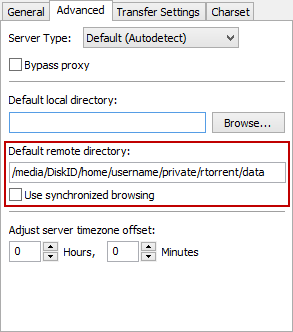 General Advanced Transfer Settings Charset
Server Type: Default (Autodetect)
Bypass proxy
Default local directory:
Browse...
Default remote directory:
/media/DiskID/home/username/private/rtorrent/data
Use synchronized browsing
Adjust server timezone offset:
0 Hours, 0 Minutes